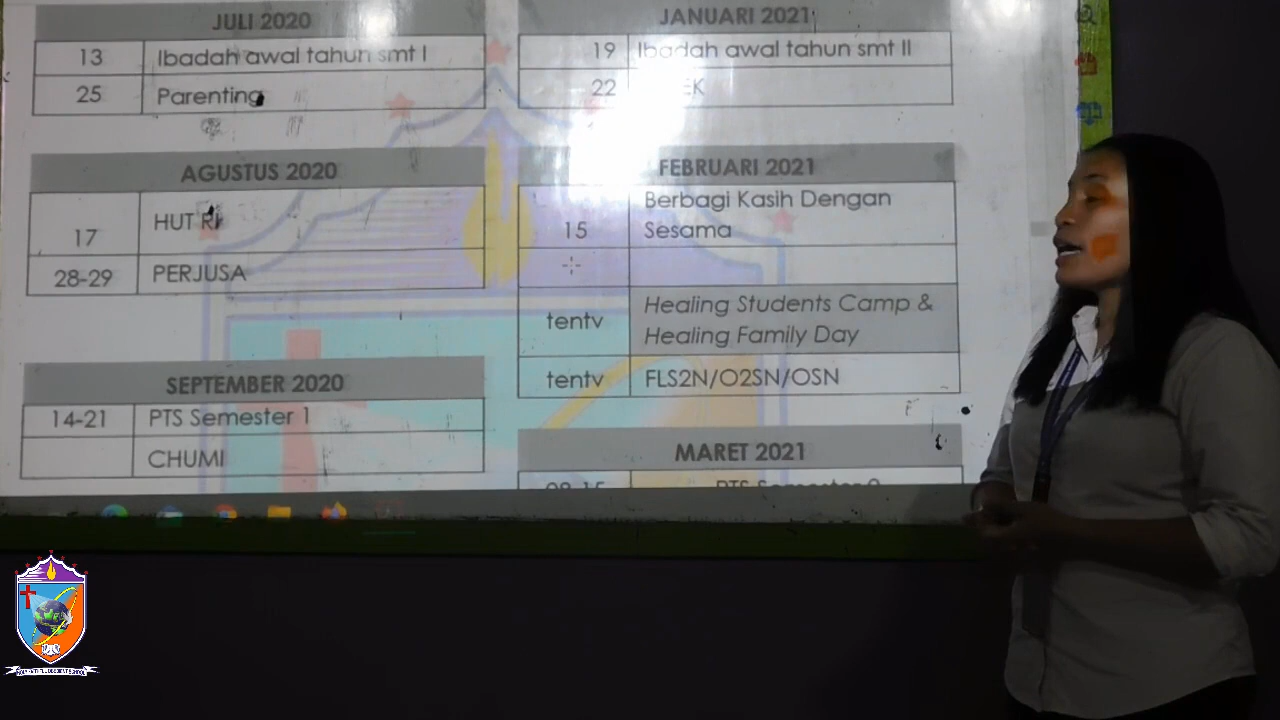 JULI 2020
13 Ibadah awal tahun smt I
25 Parenting
AGUSTUS 2020
17 HUT RI
28-29 PERJUSA
SEPTEMBER 2020
14-21 PTS Semester 1
CHUMI
JANUARI 2021
19 Ibadah awal tahun smt II
22
FEBRUARI 2021
Berbagi Kasih Dengan
15 Sesama
Healing Students Camp &
tentv Healing Family Day
tentv FLS2N/O2SN/OSN
MARET 2021
PTS Semester